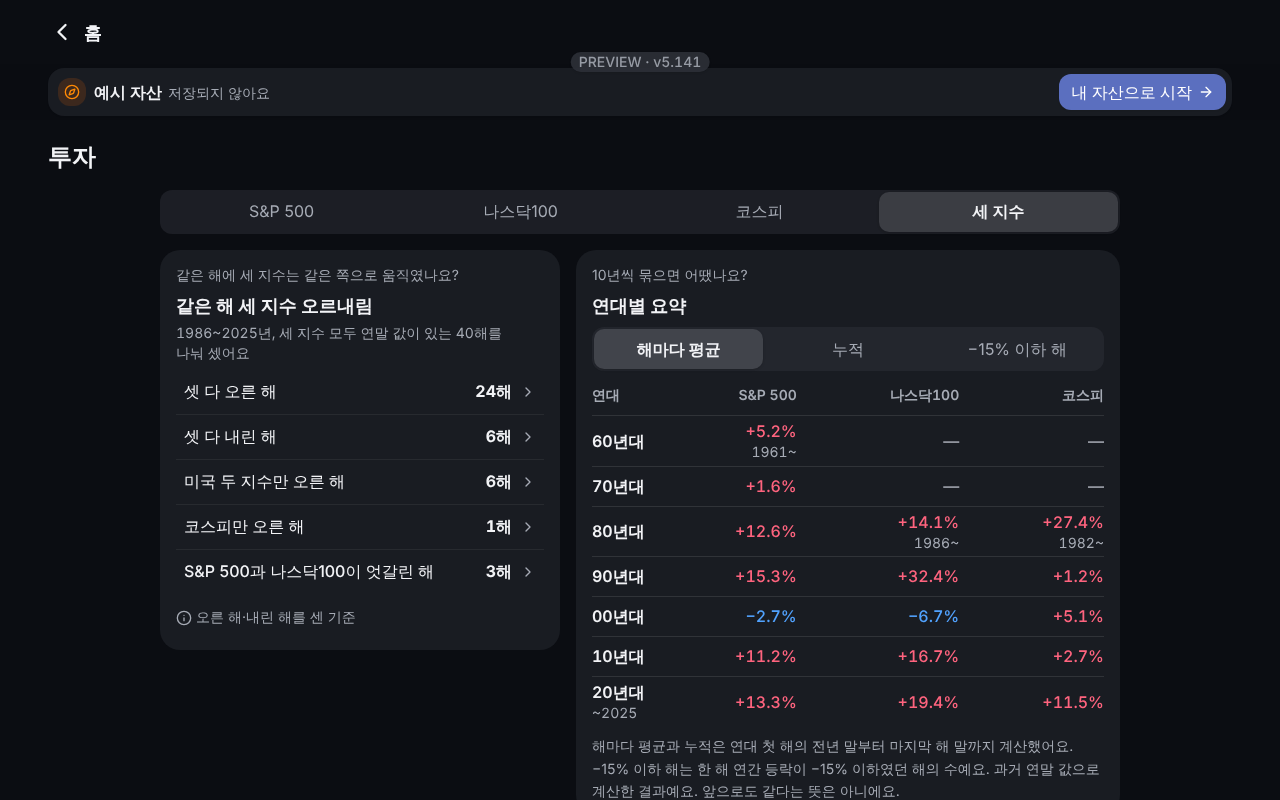 홈
PREVIEW · v5.141
예시 자산 저장되지 않아요
내 자산으로 시작 →
투자
S&P 500 나스닥100 코스피 세 지수
같은 해에 세 지수는 같은 쪽으로 움직였나요?
같은 해 세 지수 오르내림
1986~2025년, 세 지수 모두 연말 값이 있는 40해를
나눠 셌어요
셋 다 오른 해 24해
셋 다 내린 해 6해
미국 두 지수만 오른 해 6해
코스피만 오른 해 1해
S&P 500과 나스닥100이 엇갈린 해 3해
오른 해·내린 해를 센 기준
10년씩 묶으면 어땠나요?
연대별 요약
해마다 평균 누적 −15% 이하 해
연대 S&P 500 나스닥100 코스피
60년대 +5.2% — —
1961~
70년대 +1.6% — —
80년대 +12.6% +14.1% +27.4%
1986~ 1982~
90년대 +15.3% +32.4% +1.2%
00년대 −2.7% −6.7% +5.1%
10년대 +11.2% +16.7% +2.7%
20년대 +13.3% +19.4% +11.5%
~2025
해마다 평균과 누적은 연대 첫 해의 전년 말부터 마지막 해 말까지 계산했어요.
−15% 이하 해는 한 해 연간 등락이 −15% 이하였던 해의 수예요. 과거 연말 값으로
계산한 결과예요. 앞으로도 같다는 뜻은 아니에요.